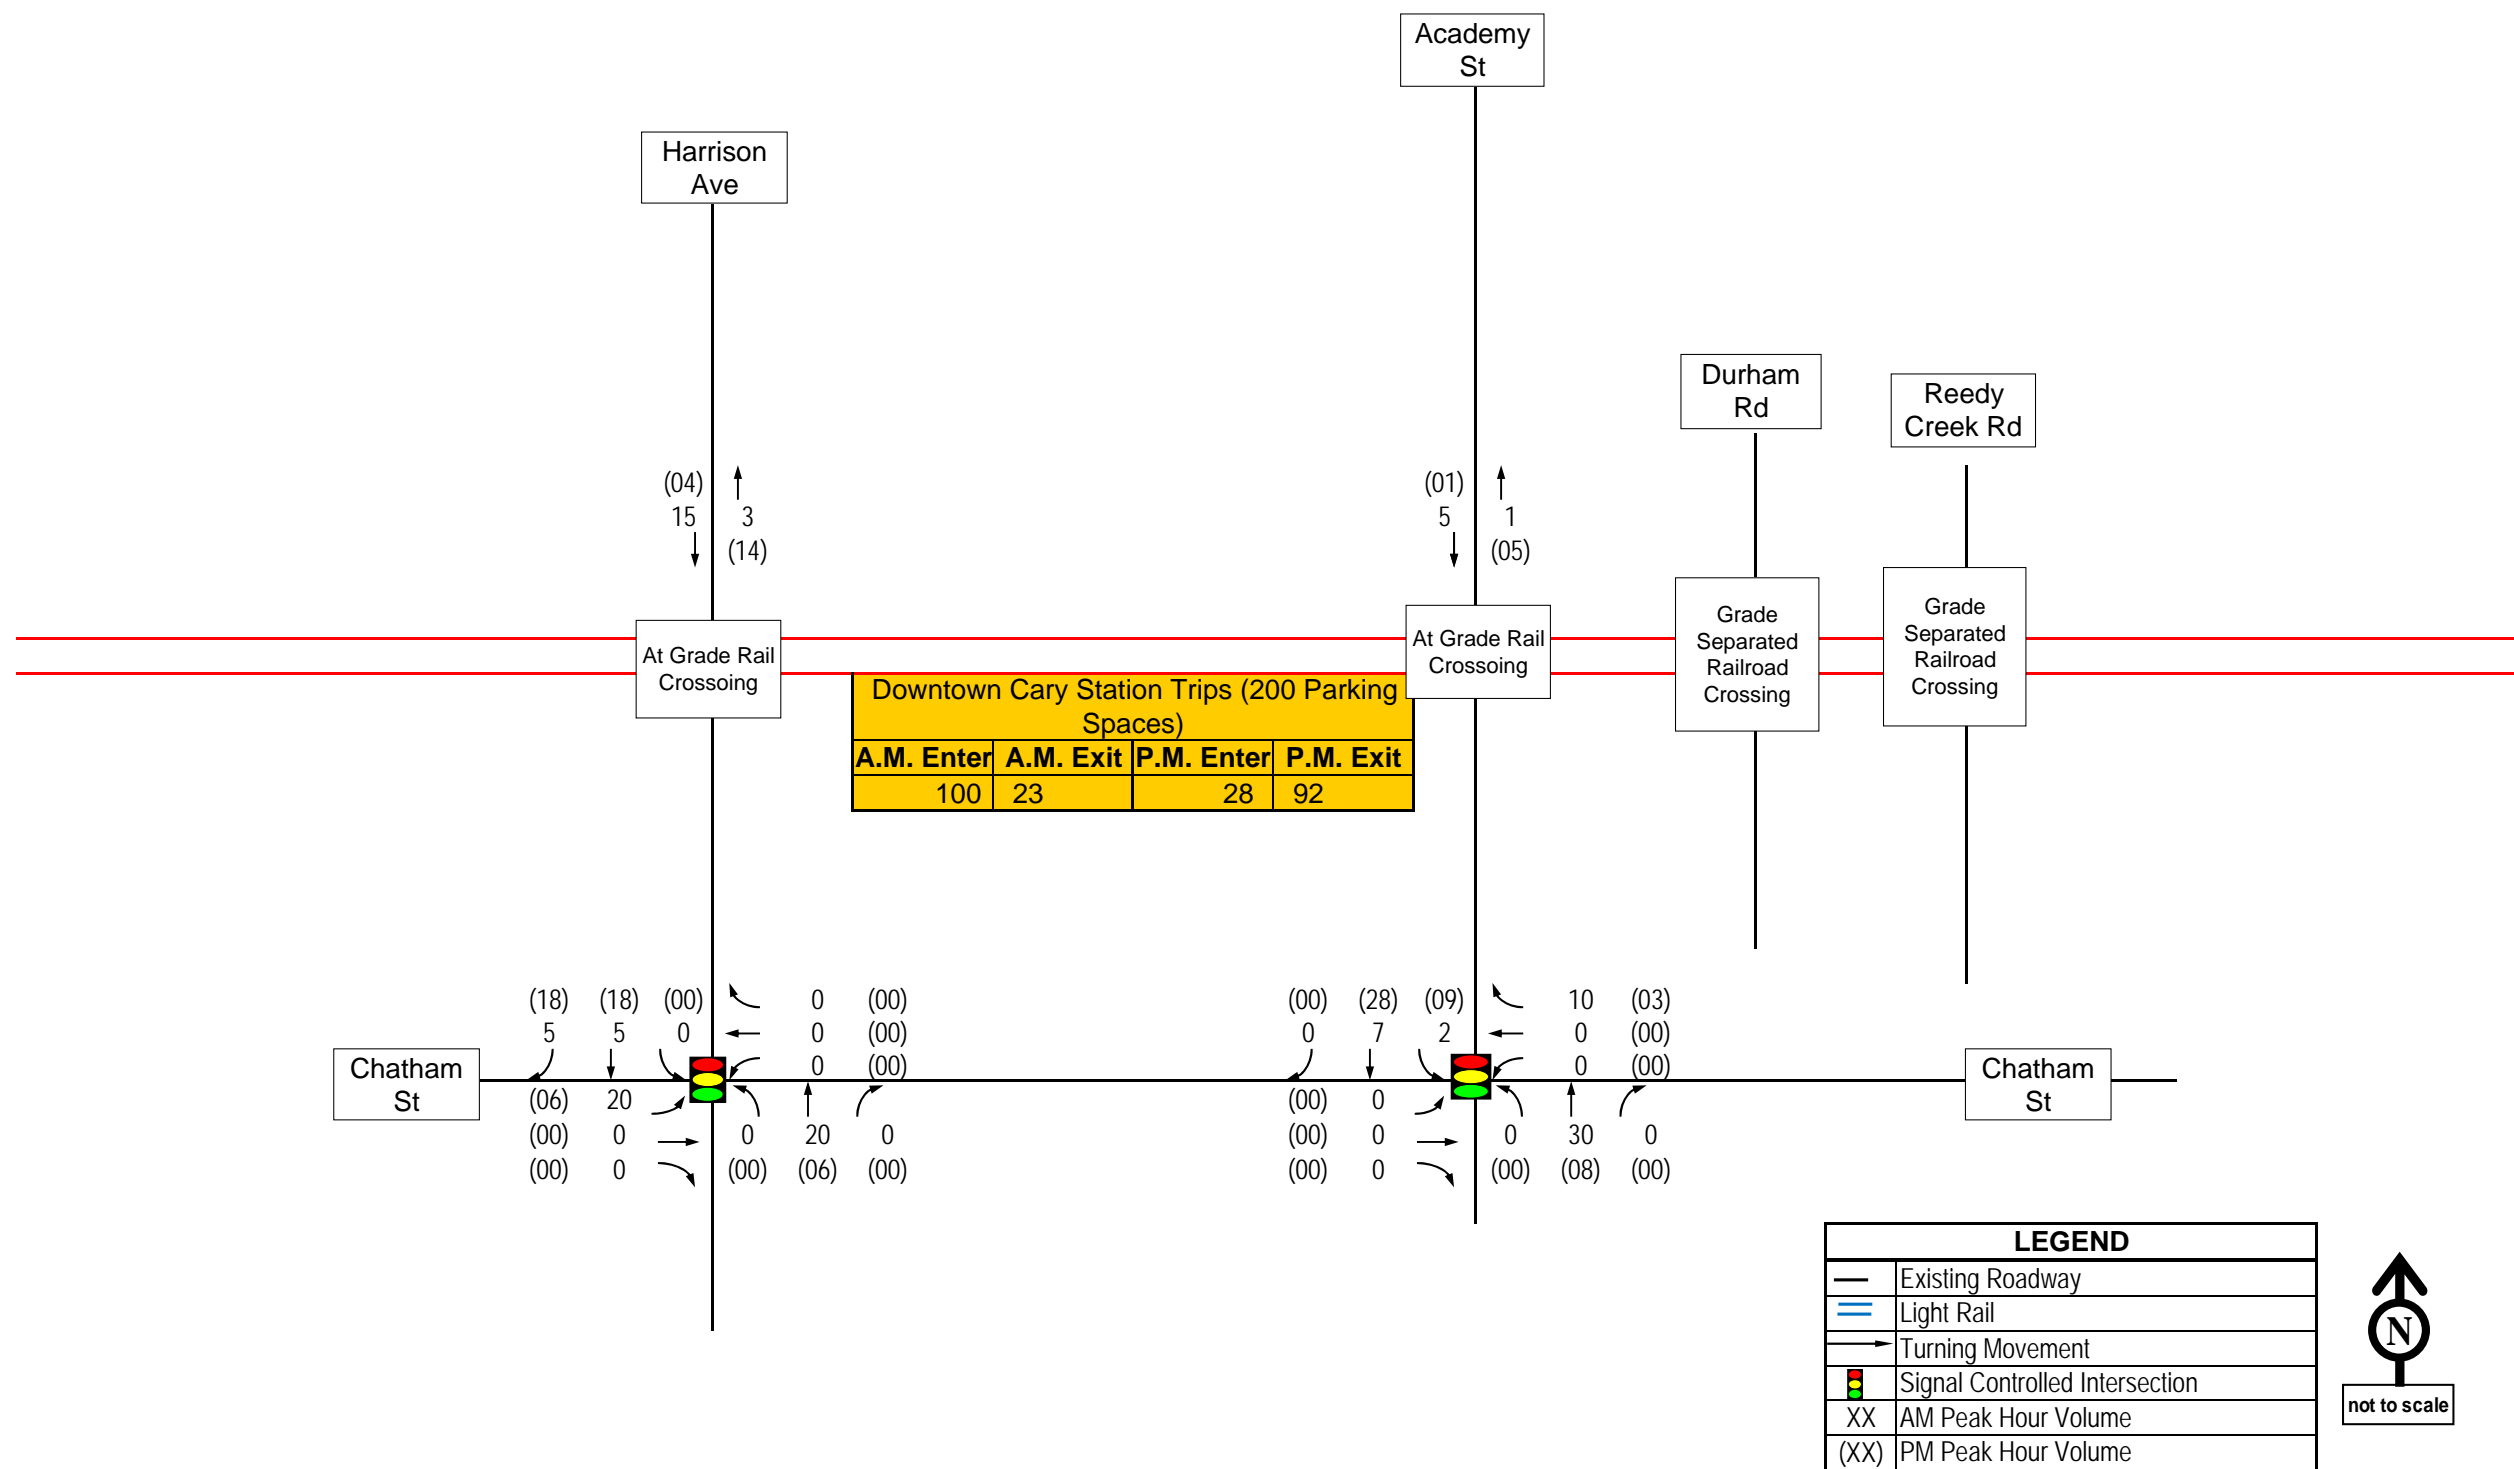 Academy
St
Harrison
Ave
Durham
Rd
Reedy
Creek Rd
(04)
15 3
(14)
(01)
5 1
(05)
At Grade Rail
Crossoing
At Grade Rail
Crossoing
Grade
Separated
Railroad
Crossing
Grade
Separated
Railroad
Crossing
Downtown Cary Station Trips (200 Parking
Spaces)
A.M. Enter A.M. Exit P.M. Enter P.M. Exit
100 23 28 92
(18) (18) (00) 0 (00)
5 5 0 0 (00)
0 (00)
Chatham
St
(06) 20
(00) 0 0 20 0
(00) 0 (00) (06) (00)
(00) (28) (09) 10 (03)
0 7 2 0 (00)
0 (00)
(00) 0
(00) 0 0 30 0
(00) 0 (00) (08) (00)
Chatham
St
LEGEND
Existing Roadway
Light Rail
Turning Movement
Signal Controlled Intersection
XX AM Peak Hour Volume
(XX) PM Peak Hour Volume
N
not to scale